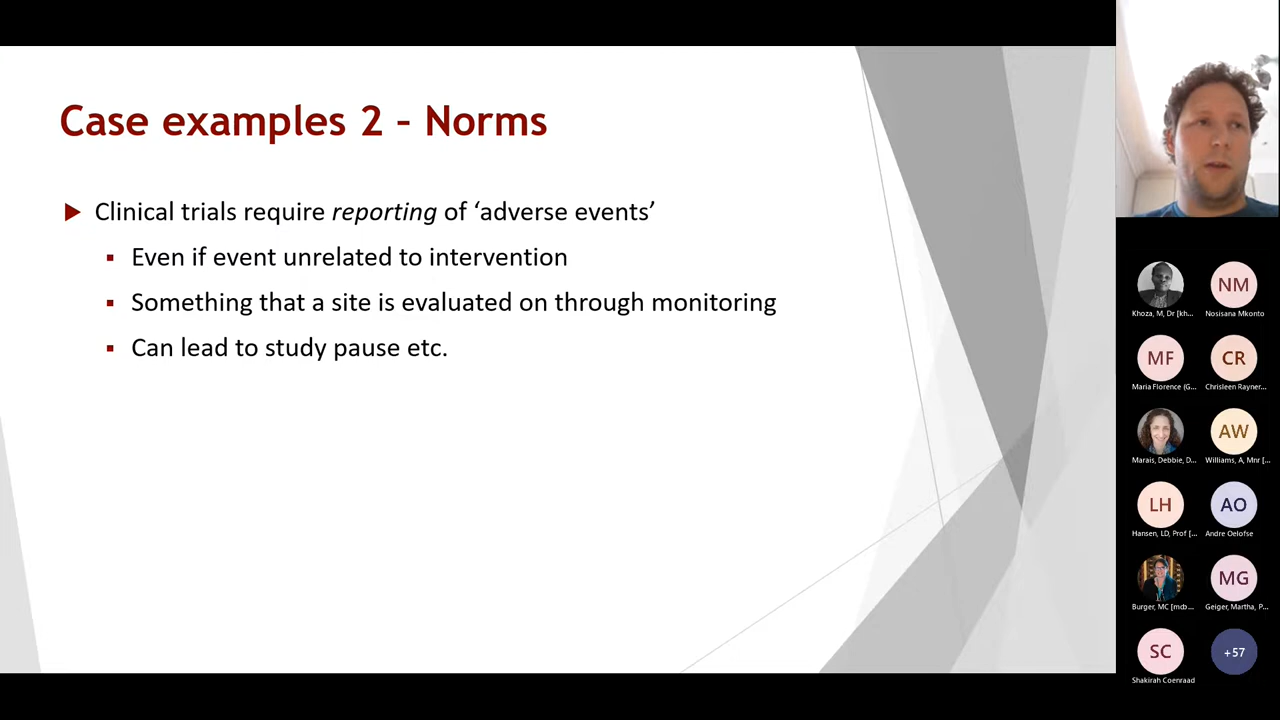 Case examples 2 – Norms
Clinical trials require reporting of ‘adverse events’
Even if event unrelated to intervention
Something that a site is evaluated on through monitoring
Can lead to study pause etc.
Khoza, M, Dr [kh...
NM
Nosisana Mkonto
MF
Maria Florence (G...
CR
Chrisleen Rayner...
Marais, Debbie, D...
AW
Williams, A, Mnr [...
LH
Hansen, LD, Prof [...
AO
Andre Oelofse
Burger, MC [mcb...
MG
Geiger, Martha, P...
SC
Shakirah Coenraad
+57